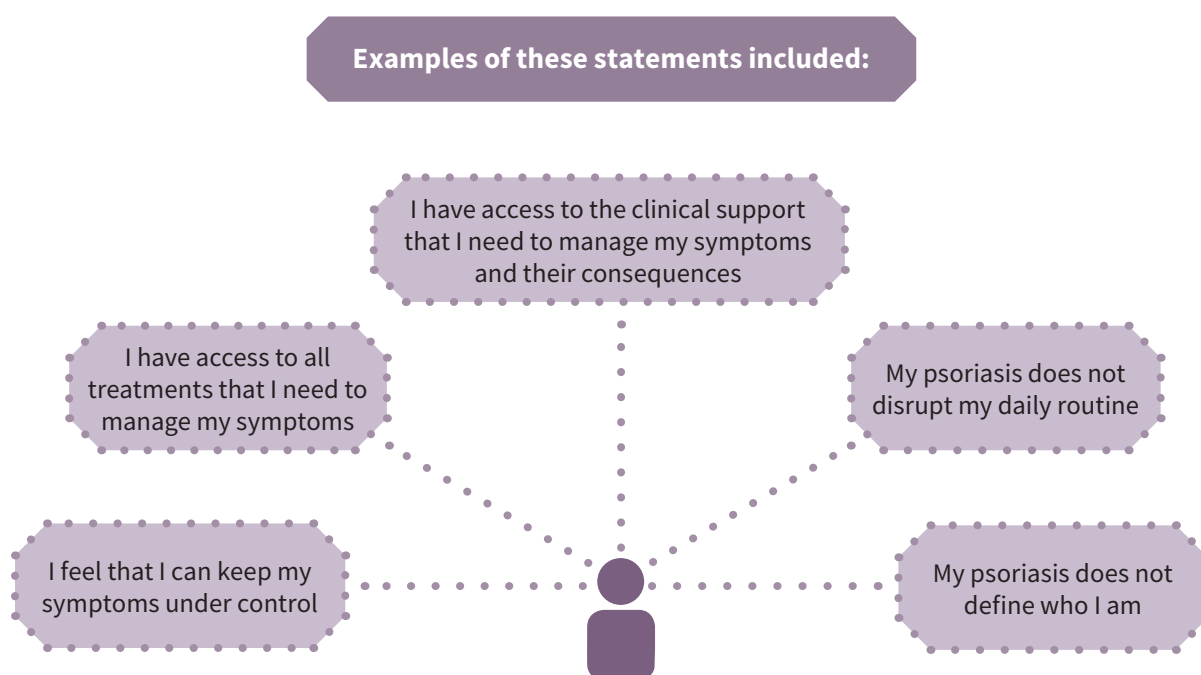 Examples of these statements included:
I have access to the clinical support
that I need to manage my symptoms
and their consequences
I have access to all
treatments that I need to
manage my symptoms
My psoriasis does not
disrupt my daily routine
I feel that I can keep my
symptoms under control
My psoriasis does not
define who I am